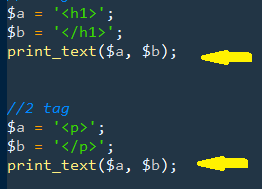 $a = '<h1>';
$b = '</h1>';
print_text($a, $b);
//2 tag
$a = '<p>';
$b = '</p>';
print_text($a, $b);